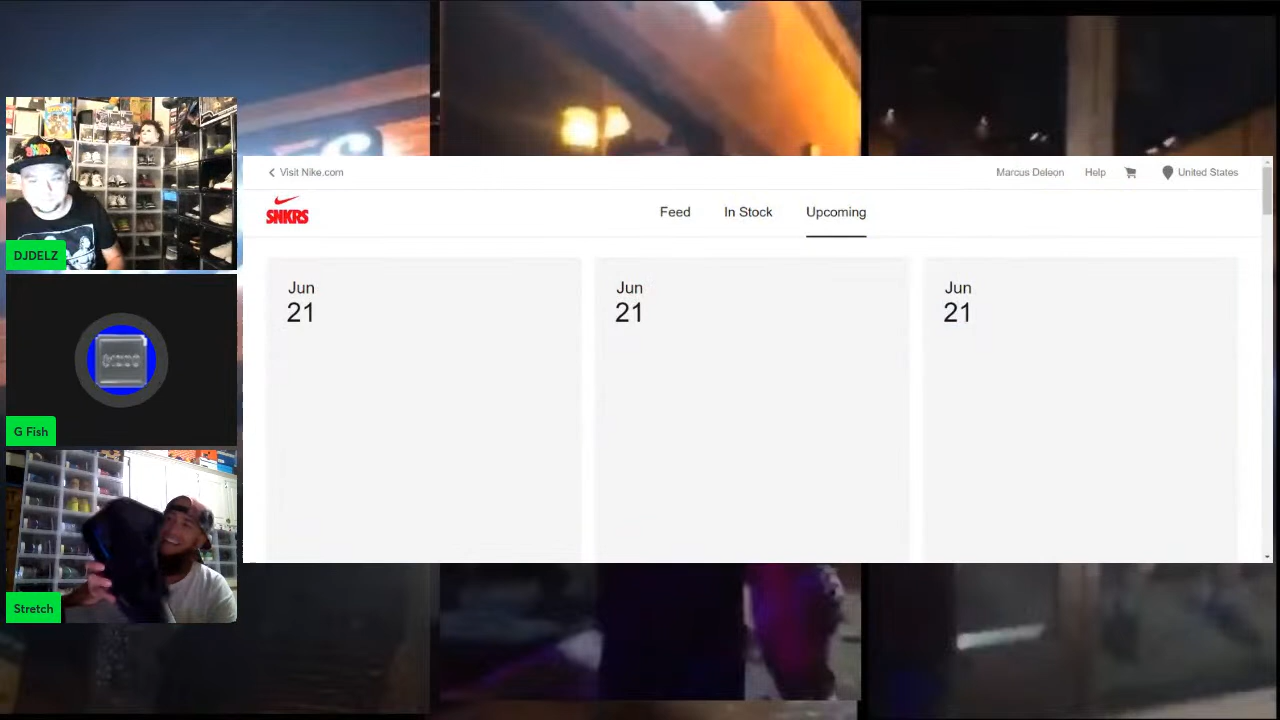 Visit Nike.com
Marcus Deleon Help United States
SNKRS
Feed In Stock Upcoming
Jun
21
Jun
21
Jun
21
DJDELZ
G Fish
Stretch